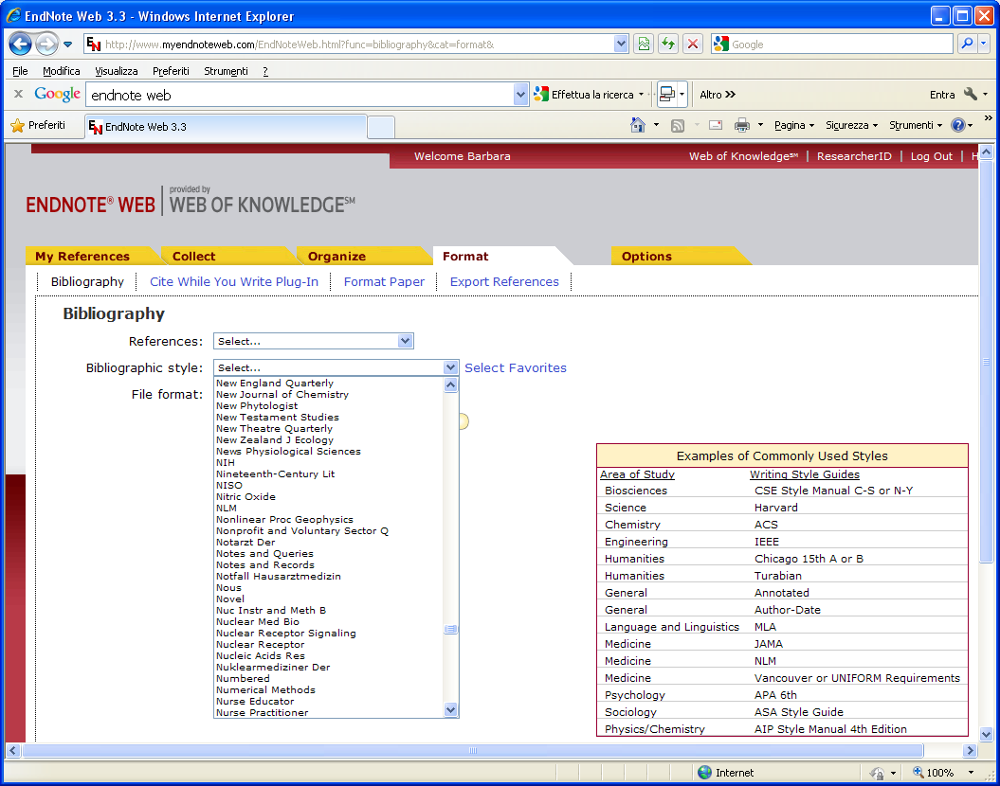 EndNote Web 3.3 - Windows Internet Explorer
http://www.myendnoteweb.com/EndNoteWeb.html?func=bibliography&cat=format&
Google
File Modifica Visualizza Preferiti Strumenti ?
x Google endnote web Effettua la ricerca Altro >> Entra
Preferiti EndNote Web 3.3 Pagina Sicurezza Strumenti
Welcome Barbara Web of Knowledge℠ | ResearcherID | Log Out | H
ENDNOTE® WEB provided by
WEB OF KNOWLEDGE℠
My References Collect Organize Format Options
Bibliography Cite While You Write Plug-In Format Paper Export References
Bibliography
References: Select...
Bibliographic style: Select... Select Favorites
File format:
New England Quarterly
New Journal of Chemistry
New Phytologist
New Testament Studies
New Theatre Quarterly
New Zealand J Ecology
News Physiological Sciences
NIH
Nineteenth-Century Lit
NISO
Nitric Oxide
NLM
Nonlinear Proc Geophysics
Nonprofit and Voluntary Sector Q
Notarzt Der
Notes and Queries
Notes and Records
Notfall Hausarztmedizin
Nous
Novel
Nuc Instr and Meth B
Nuclear Med Bio
Nuclear Receptor Signaling
Nuclear Receptor
Nucleic Acids Res
Nuklearmediziner Der
Numbered
Numerical Methods
Nurse Educator
Nurse Practitioner
Examples of Commonly Used Styles
Area of Study Writing Style Guides
Biosciences CSE Style Manual C-S or N-Y
Science Harvard
Chemistry ACS
Engineering IEEE
Humanities Chicago 15th A or B
Humanities Turabian
General Annotated
General Author-Date
Language and Linguistics MLA
Medicine JAMA
Medicine NLM
Medicine Vancouver or UNIFORM Requirements
Psychology APA 6th
Sociology ASA Style Guide
Physics/Chemistry AIP Style Manual 4th Edition
Internet 100%